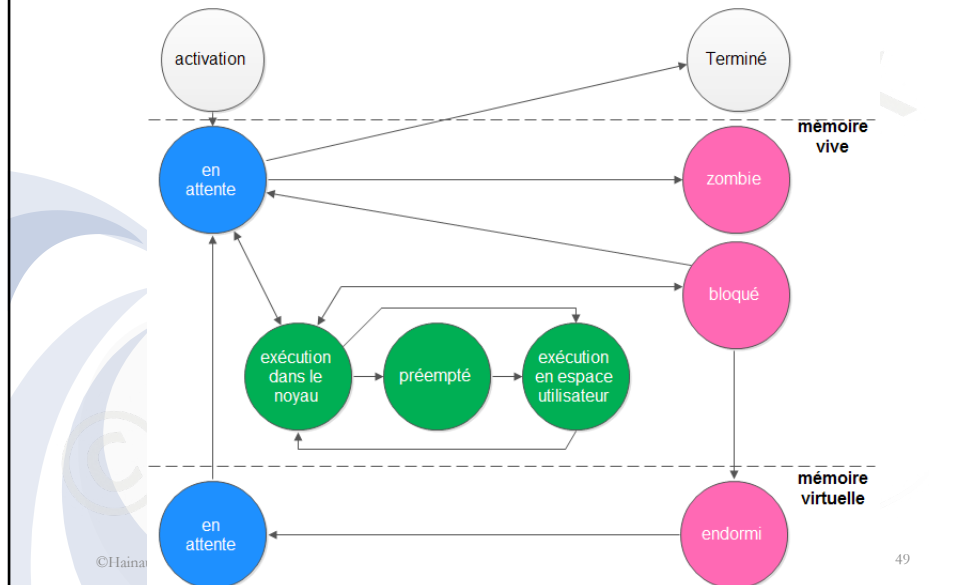 activation
Terminé
mémoire
vive
en
attente
zombie
bloqué
exécution
dans le
noyau
préempté
exécution
en espace
utilisateur
mémoire
virtuelle
en
attente
endormi
49